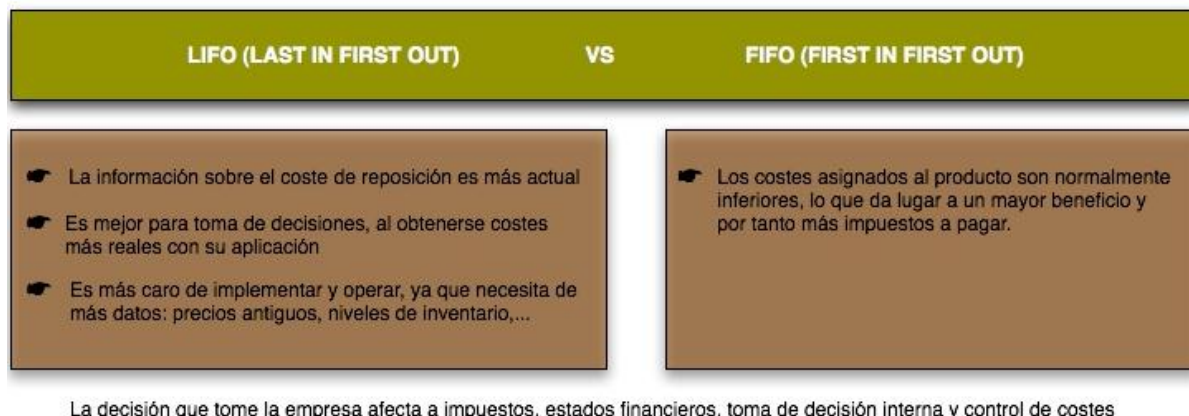 LIFO (LAST IN FIRST OUT) VS FIFO (FIRST IN FIRST OUT)
La información sobre el coste de reposición es más actual
Es mejor para toma de decisiones, al obtenerse costes
más reales con su aplicación
Es más caro de implementar y operar, ya que necesita de
más datos: precios antiguos, niveles de inventario,...
Los costes asignados al producto son normalmente
inferiores, lo que da lugar a un mayor beneficio y
por tanto más impuestos a pagar.
La decisión que tome la empresa afecta a impuestos, estados financieros, toma de decisión interna y control de costes